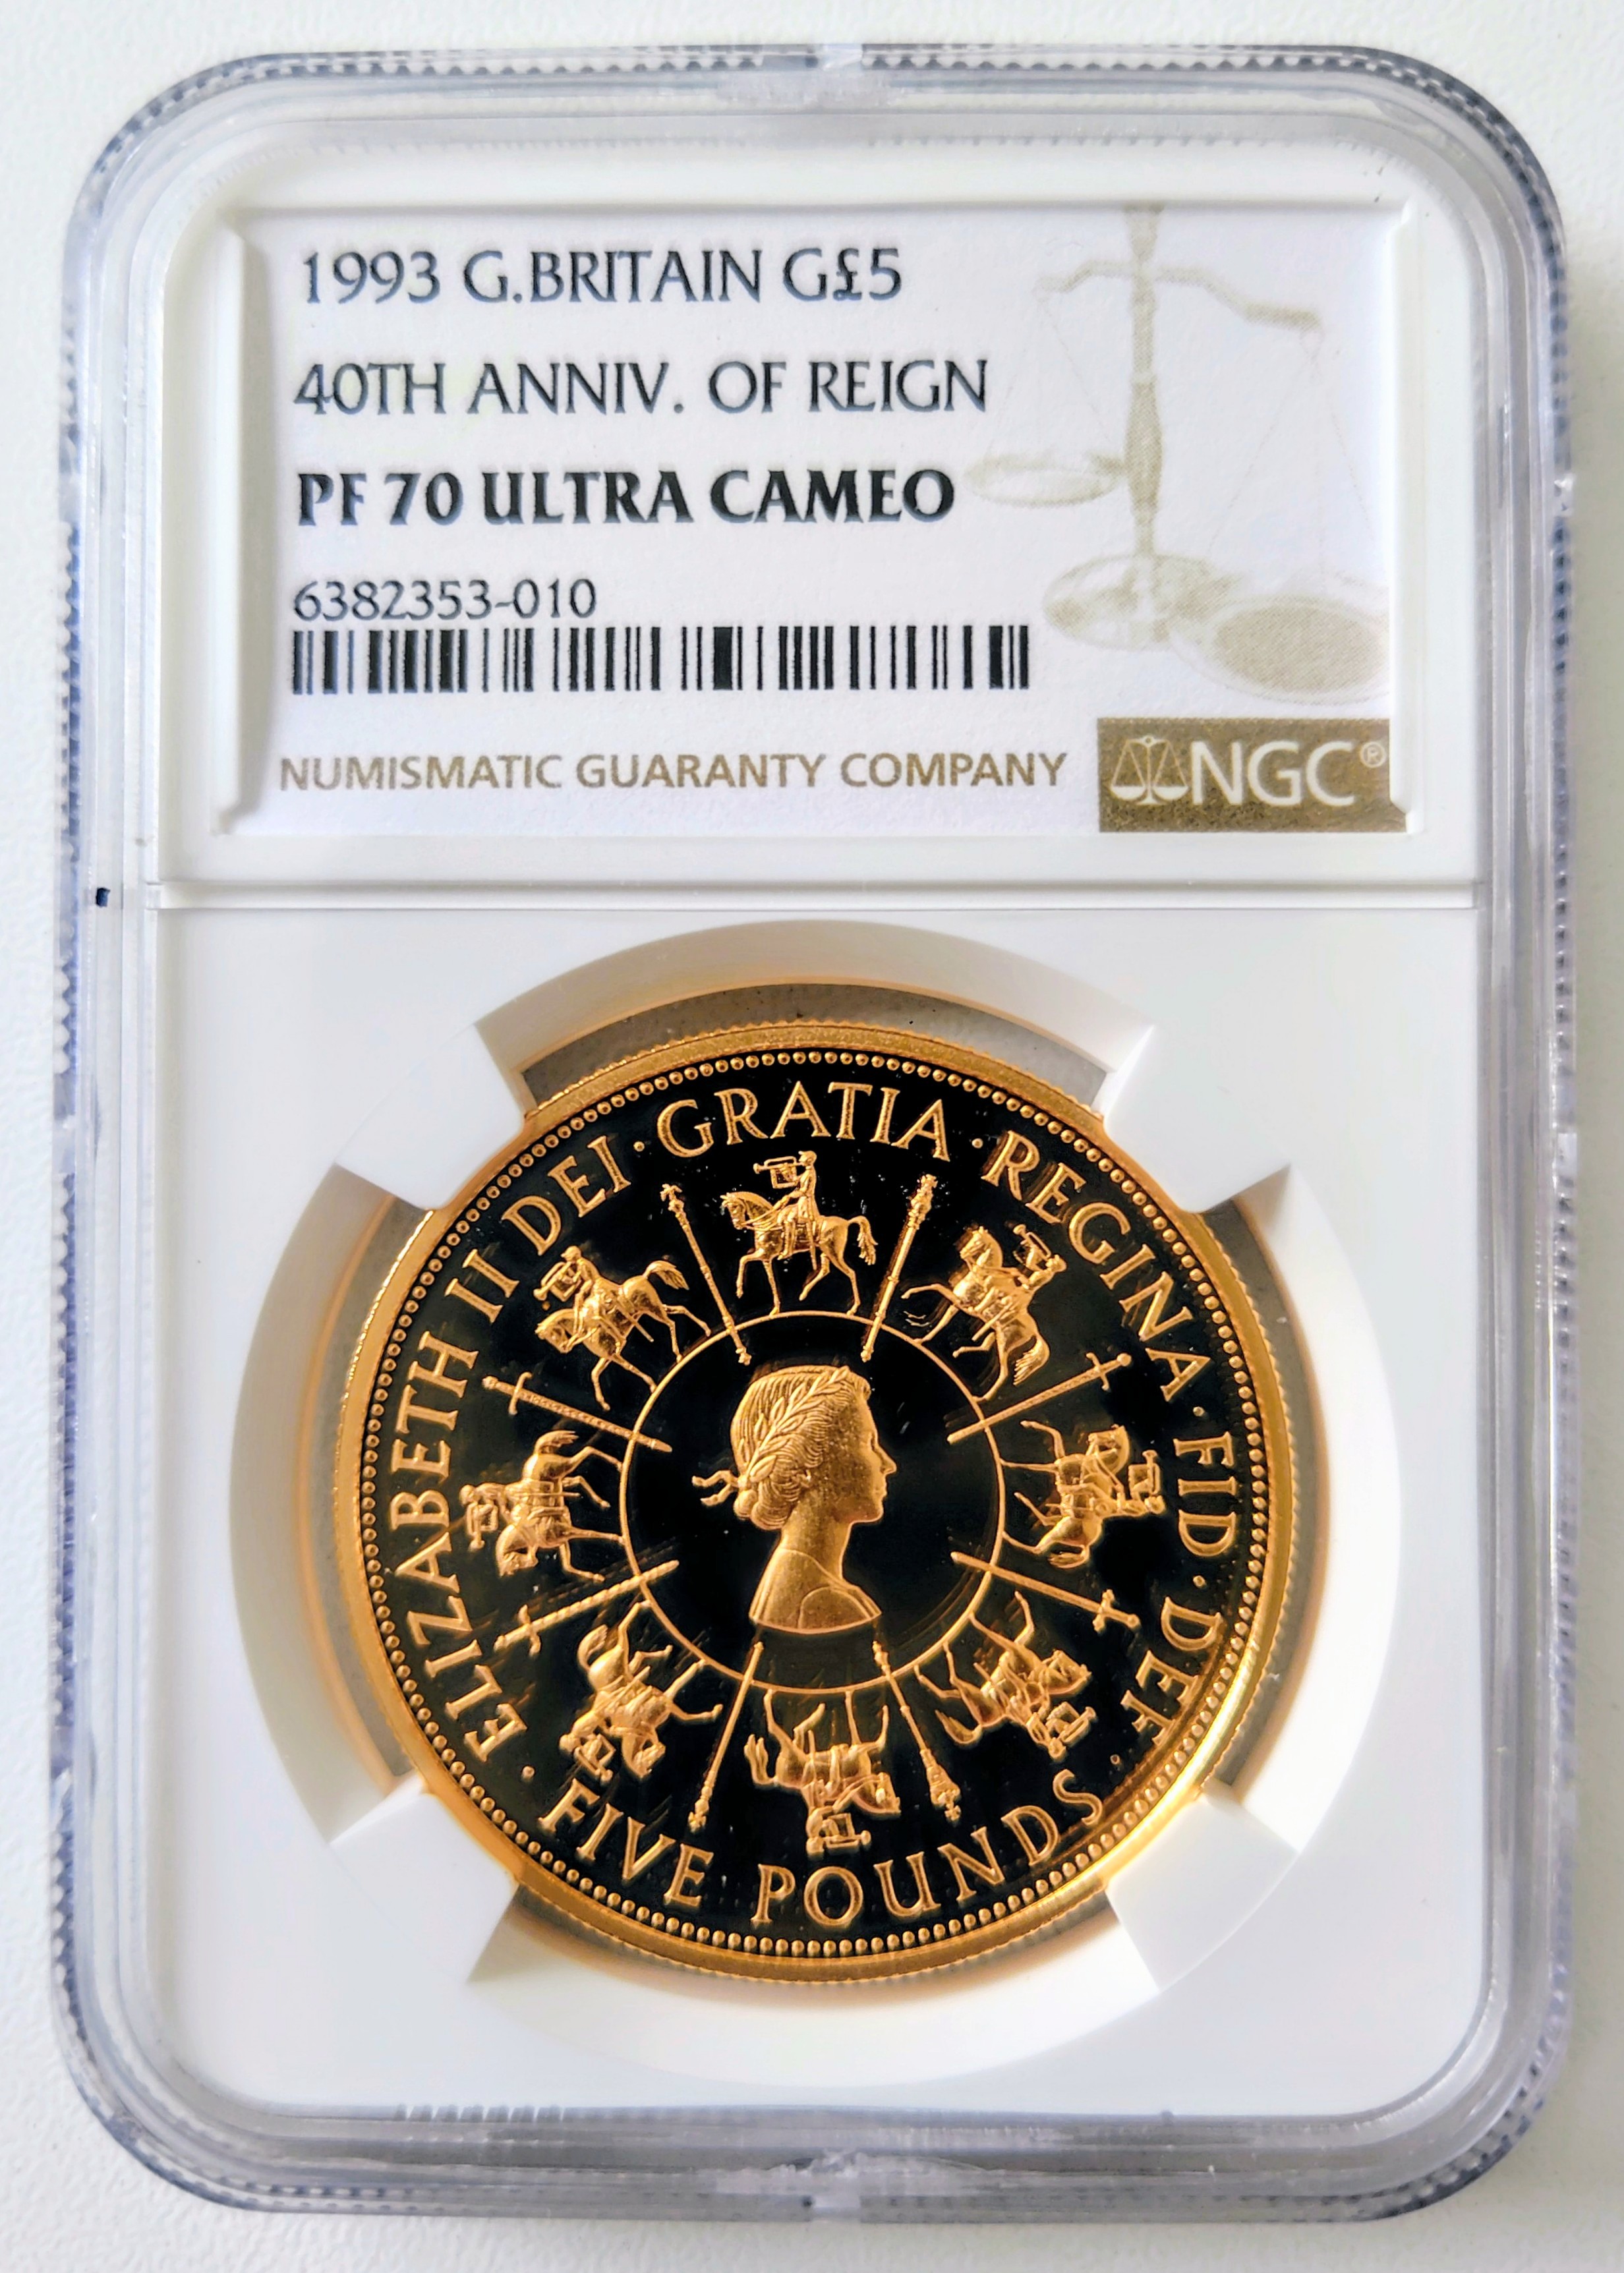 1993 G.BRITAIN G£5
40TH ANNIV. OF REIGN
PF 70 ULTRA CAMEO
6382353-010
NUMISMATIC GUARANTY COMPANY
NGC®
ELIZABETH II DEI · GRATIA · REGINA · FID · DEF ·
FIVE POUNDS ·